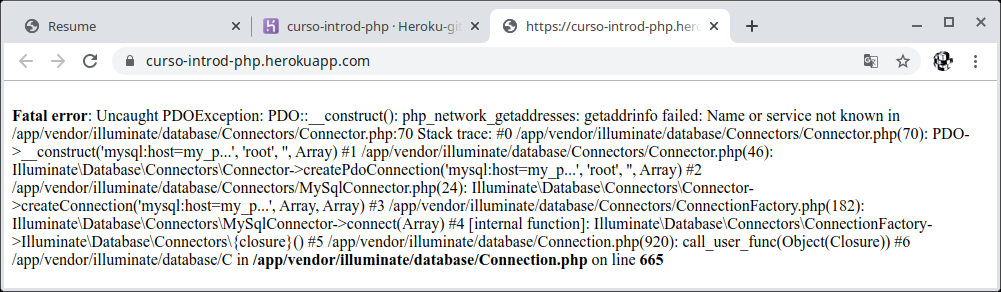 Resume
curso-introd-php · Heroku-git
https://curso-introd-php.hero
curso-introd-php.herokuapp.com
Fatal error: Uncaught PDOException: PDO::__construct(): php_network_getaddresses: getaddrinfo failed: Name or service not known in
/app/vendor/illuminate/database/Connectors/Connector.php:70 Stack trace: #0 /app/vendor/illuminate/database/Connectors/Connector.php(70): PDO-
>__construct('mysql:host=my_p...', 'root', '', Array) #1 /app/vendor/illuminate/database/Connectors/Connector.php(46):
Illuminate\Database\Connectors\Connector->createPdoConnection('mysql:host=my_p...', 'root', '', Array) #2
/app/vendor/illuminate/database/Connectors/MySqlConnector.php(24): Illuminate\Database\Connectors\Connector-
>createConnection('mysql:host=my_p...', Array, Array) #3 /app/vendor/illuminate/database/Connectors/ConnectionFactory.php(182):
Illuminate\Database\Connectors\MySqlConnector->connect(Array) #4 [internal function]: Illuminate\Database\Connectors\ConnectionFactory-
>Illuminate\Database\Connectors\{closure}() #5 /app/vendor/illuminate/database/Connection.php(920): call_user_func(Object(Closure)) #6
/app/vendor/illuminate/database/C in /app/vendor/illuminate/database/Connection.php on line 665